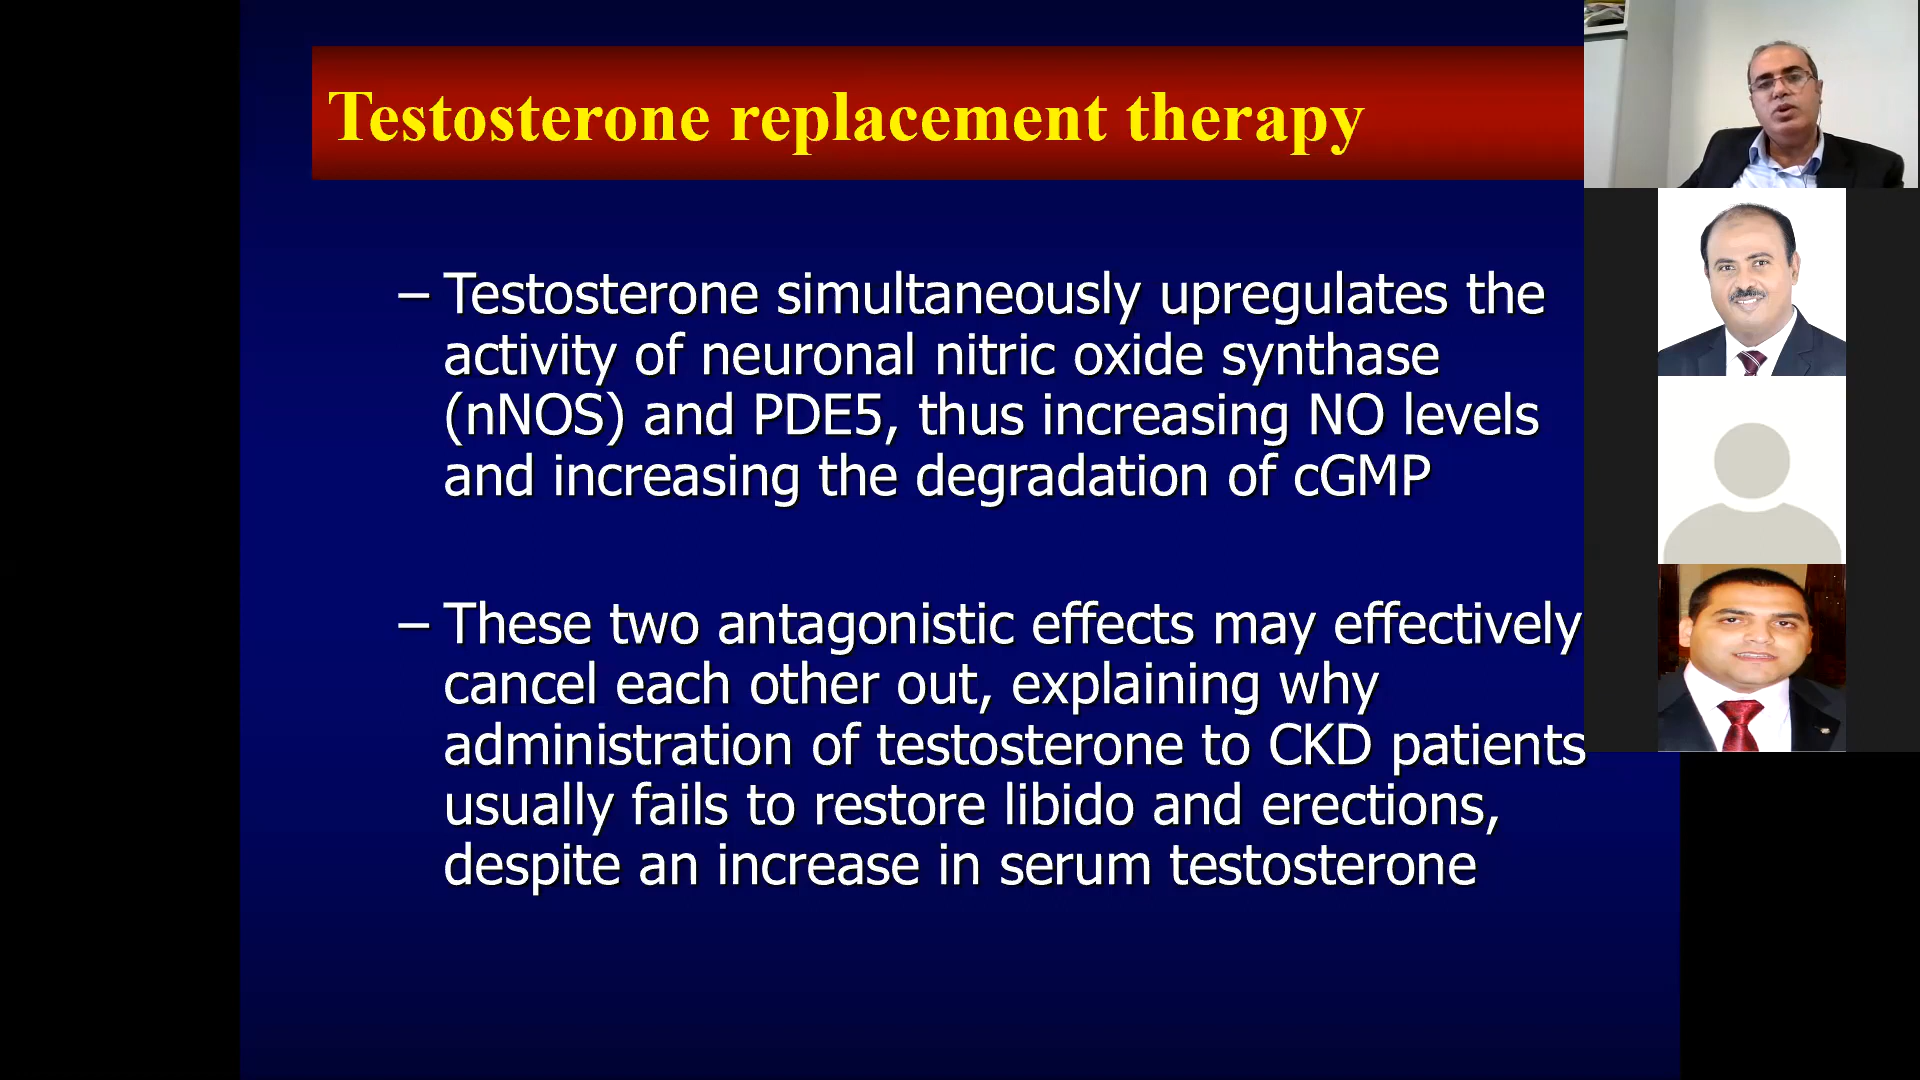 Testosterone replacement therapy
– Testosterone simultaneously upregulates the
activity of neuronal nitric oxide synthase
(nNOS) and PDE5, thus increasing NO levels
and increasing the degradation of cGMP
– These two antagonistic effects may effectively
cancel each other out, explaining why
administration of testosterone to CKD patients
usually fails to restore libido and erections,
despite an increase in serum testosterone